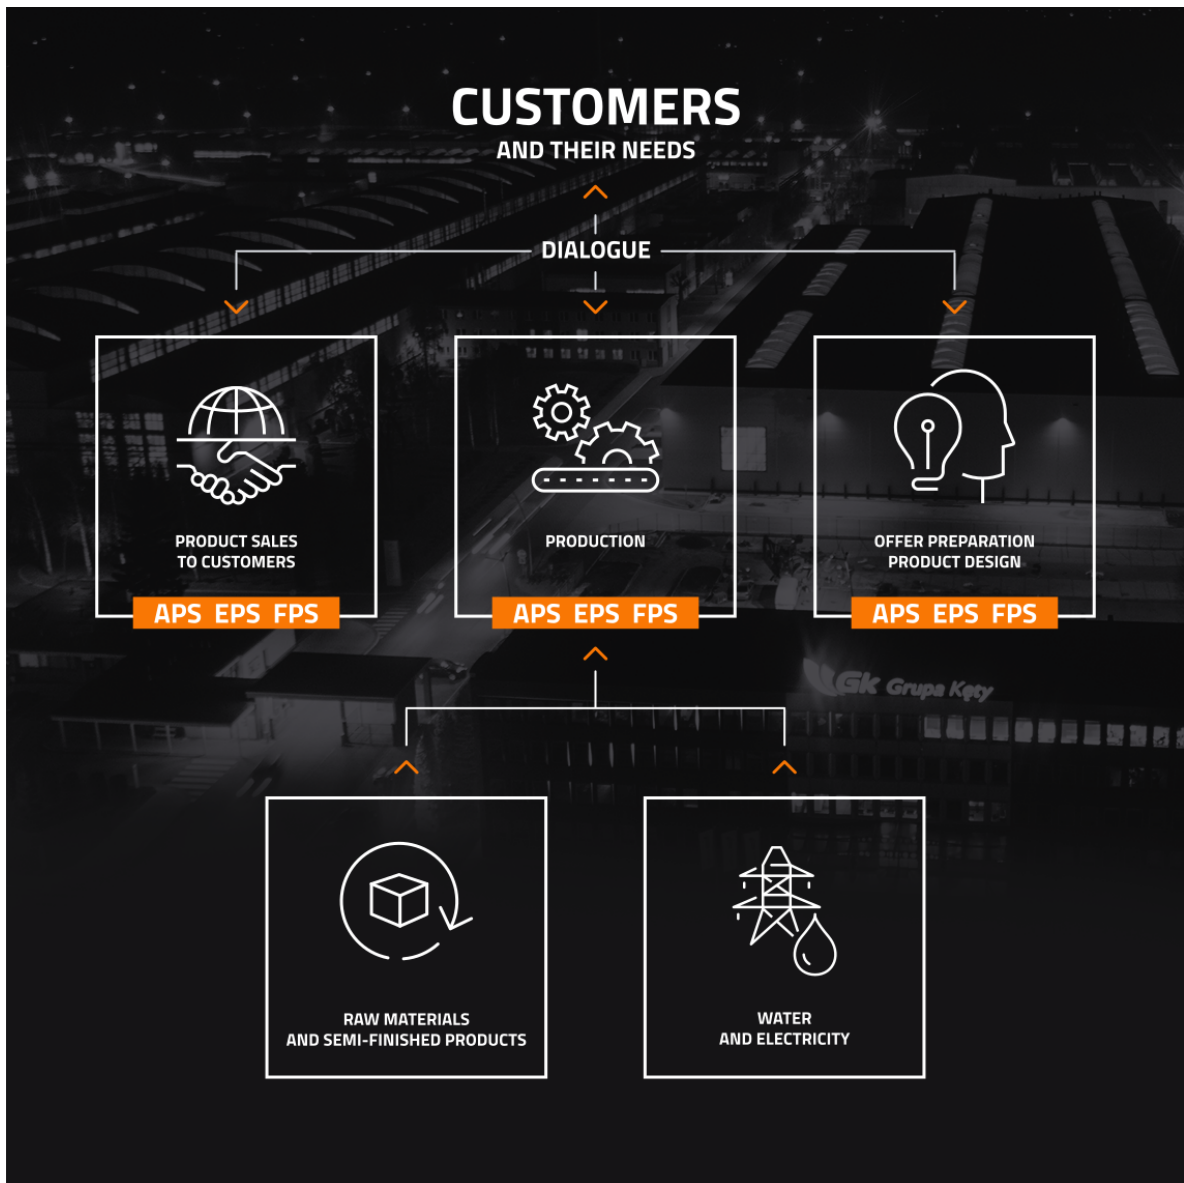 CUSTOMERS
AND THEIR NEEDS
DIALOGUE
PRODUCT SALES
TO CUSTOMERS
APS EPS FPS
PRODUCTION
APS EPS FPS
OFFER PREPARATION
PRODUCT DESIGN
APS EPS FPS
Gk Grupa Kęty
RAW MATERIALS
AND SEMI-FINISHED PRODUCTS
WATER
AND ELECTRICITY